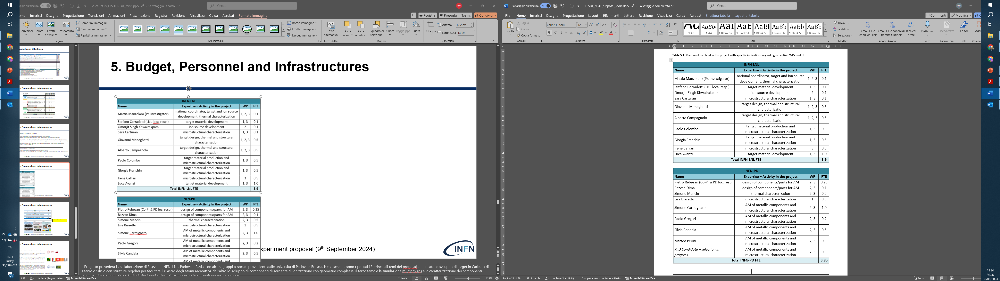 ggio automatico
2024-09-09_HISOL-NEXT_rev01.pptx • Salvataggio in corso...
Cerca
MM
ome Inserisci Disegno Progettazione Transizioni Animazioni Presentazione Registra Revisione Visualizza Guida Acrobat Formato immagine
Registra Presenta in Teams Condividi
Correzioni Colore Effetti artistici Trasparenza
Comprimi immagini
Cambia immagine
Ripristina immagine
Regola
Stili immagini
Bordo immagine
Effetti immagine
Layout immagine
Testo alternativo
Accessibilità
Porta avanti Porta indietro Riquadro di selezione Allinea Raggruppa Ruota
Disponi
Ritaglia
Altezza: 17.2 cm
Larghezza: 13 cm
Dimensioni
metable and Milestones
t, Personnel and Infrastructures
t, Personnel and Infrastructures
t, Personnel and Infrastructures
t, Personnel and Infrastructures
t, Personnel and Infrastructures
5. Budget, Personnel and Infrastructures
INFN-LNL
Name Expertise – Activity in the project WP FTE
Mattia Manzolaro (Pr. Investigator) national coordinator, target and ion source development, thermal characterization 1, 2, 3 0.1
Stefano Corradetti (LNL local resp.) target material development 1, 3 0.1
Omorjit Singh Khwairakpam ion source development 2 0.1
Sara Carturan microstructural characterization 1, 3 0.1
Giovanni Meneghetti target design, thermal and structural characterisation 1, 2, 3 0.5
Alberto Campagnolo target design, thermal and structural characterisation 1, 2, 3 0.5
Paolo Colombo target material production and microstructural characterization 1, 3 0.5
Giorgia Franchin target material production and microstructural characterization 1, 3 0.5
Irene Calliari microstructural characterization 3 0.5
Luca Avanzi target material development 1, 3 1.0
Total INFN-LNL FTE 3.9
INFN-PD
Name Expertise – Activity in the project WP FTE
Pietro Rebesan (Co-PI & PD loc. resp.) design of components/parts for AM 2, 3 0.25
Razvan Dima design of components/parts for AM 2, 3 0.1
Simone Mancin thermal characterization 2, 3 0.5
Lisa Biasetto microstructural characterization 1 0.5
Simone Carmignato AM of metallic components and microstructural characterization 2, 3 1.0
Paolo Gregori AM of metallic components and microstructural characterization 2, 3 0.2
Silvia Candela AM of metallic components and microstructural characterization 2, 3 0.5
AM of metallic components and
xperiment proposal (9th September 2024)
INFN
Il Progetto prevederà la collaborazione di 3 sezioni INFN: LNL, Padova e Pavia, con alcuni gruppi associati provenienti dalle università di Padova e Brescia. Nello schema sono riportati i 3 principali temi del proposal: da un lato lo sviluppo di target in Carburo di
Titanio o Silicio con strutture regolari per facilitare il rilascio degli atomi radioattivi, dall'altro lo sviluppo di componenti di sorgente di ionizzazione con geometrie complesse. Il terzo tema è la simulazione multiphysics e la caratterizzazione dei componenti
sviluppati. Lo scopo finale sarà il test dei target sviluppati accoppiati alle sorgenti innovative proposte.
di 42 Inglese (Regno Unito) Accessibilità: verifica
Note
121%
ITA
11:34
Friday
30/08/2024
22
Salvataggio automatico
HISOL_NEXT_proposal_rev04.docx • Salvataggio completato
Cerca
MM
File Home Inserisci Disegno Progettazione Layout Riferimenti Lettere Revisione Visualizza Guida Acrobat Struttura tabella Layout di tabella
Commenti Modifica
Incolla
Taglia
Copia
Copia formato
Appunti
Calibri (Titoli) 12
G C S ab
Carattere
Paragrafo
¶ A0 ¶ A4 ¶ Blank Sli... ¶ Blank Sli... ¶ Blank Sli... ¶ Blank Sli... ¶ Blank Sli... ¶ Blank Sli...
Stili
Trova
Sostituisci
Seleziona
Modifica
Crea PDF e condividi link
Crea PDF e condividi tramite Outlook
Richiedi firme
Adobe Acrobat
Dettatura
Voce
Riservatezza
Riservatezza
Editor
Editor
Table 5.1. Personnel involved in the project with specific indications regarding expertise, WPs and FTE.
INFN-LNL
Name Expertise – Activity in the project WP FTE
Mattia Manzolaro (Pr. Investigator) national coordinator, target and ion source development, thermal characterization 1, 2, 3 0.1
Stefano Corradetti (LNL local resp.) target material development 1, 3 0.1
Omorjit Singh Khwairakpam ion source development 2 0.1
Sara Carturan microstructural characterization 1, 3 0.1
Giovanni Meneghetti target design, thermal and structural characterisation 1, 2, 3 0.5
Alberto Campagnolo target design, thermal and structural characterisation 1, 2, 3 0.5
Paolo Colombo target material production and microstructural characterization 1, 3 0.5
Giorgia Franchin target material production and microstructural characterization 1, 3 0.5
Irene Calliari microstructural characterization 3 0.5
Luca Avanzi target material development 1, 3 1.0
Total INFN-LNL FTE 3.9
INFN-PD
Name Expertise – Activity in the project WP FTE
Pietro Rebesan (Co-PI & PD loc. resp.) design of components/parts for AM 2, 3 0.25
Razvan Dima design of components/parts for AM 2, 3 0.1
Simone Mancin thermal characterization 2, 3 0.5
Lisa Biasetto microstructural characterization 1 0.5
Simone Carmignato AM of metallic components and microstructural characterization 2, 3 1.0
Paolo Gregori AM of metallic components and microstructural characterization 2, 3 0.2
Silvia Candela AM of metallic components and microstructural characterization 2, 3 0.5
Matteo Perini AM of metallic components and microstructural characterization 2, 3 0.3
PhD Candidate – selection in progress AM of metallic components and microstructural characterization 2, 3 0.5
Total INFN-PD FTE 3.85
Pagina 24 di 38 13211 parole Inglese (Stati Uniti) Completamento del testo: attivato Accessibilità: verifica
Focus
11:34
Friday
30/08/2024